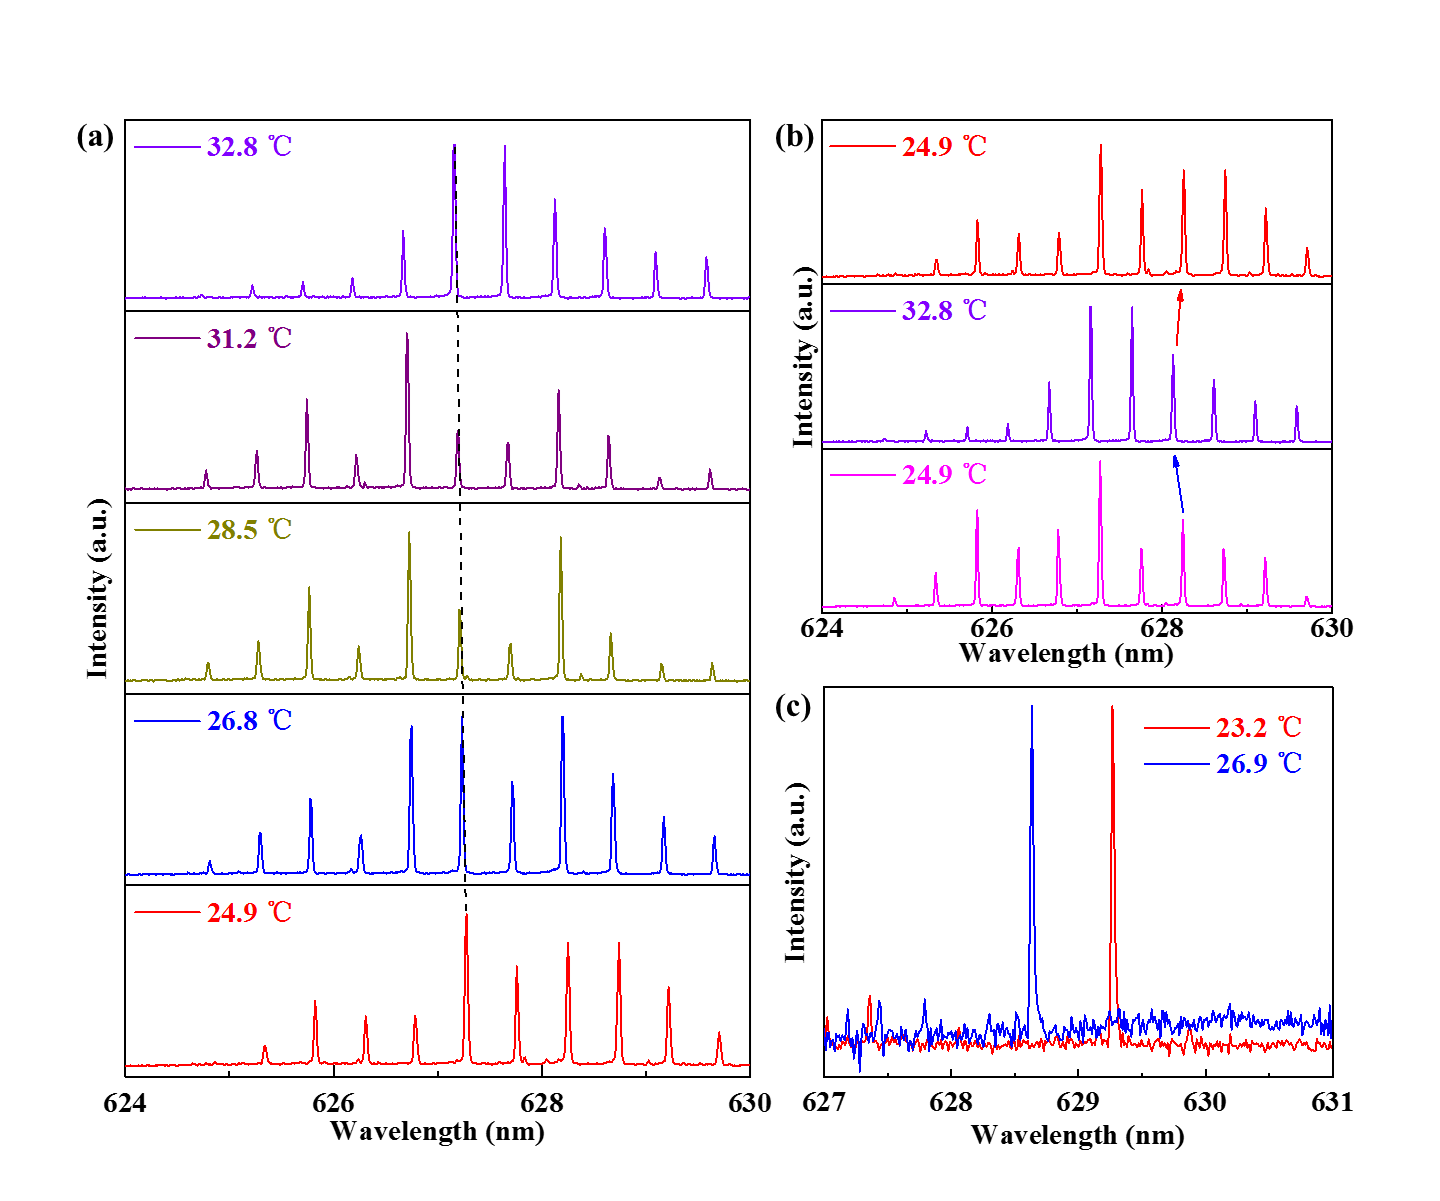 (a)
32.8 ℃
31.2 ℃
28.5 ℃
26.8 ℃
24.9 ℃
Intensity (a.u.)
624 626 628 630
Wavelength (nm)
(b)
24.9 ℃
32.8 ℃
24.9 ℃
Intensity (a.u.)
Intensity (a.u.)
624 626 628 630
Wavelength (nm)
(c)
23.2 ℃
26.9 ℃
Intensity (a.u.)
627 628 629 630 631
Wavelength (nm)